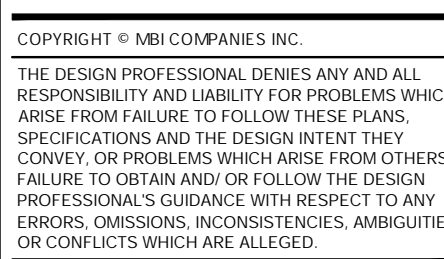 COPYRIGHT © MBI COMPANIES INC.
THE DESIGN PROFESSIONAL DENIES ANY AND ALL
RESPONSIBILITY AND LIABILITY FOR PROBLEMS WHIC
ARISE FROM FAILURE TO FOLLOW THESE PLANS,
SPECIFICATIONS AND THE DESIGN INTENT THEY
CONVEY, OR PROBLEMS WHICH ARISE FROM OTHERS
FAILURE TO OBTAIN AND/ OR FOLLOW THE DESIGN
PROFESSIONAL'S GUIDANCE WITH RESPECT TO ANY
ERRORS, OMISSIONS, INCONSISTENCIES, AMBIGUITIE
OR CONFLICTS WHICH ARE ALLEGED.